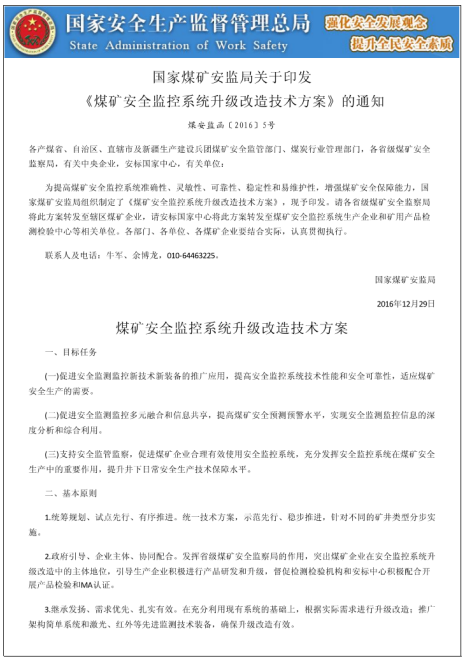 国家安全生产监督管理总局
State Administration of Work Safety
强化安全发展观念
提升全民安全素质
国家煤矿安监局关于印发
《煤矿安全监控系统升级改造技术方案》的通知
煤安监函〔2016〕5号
各产煤省、自治区、直辖市及新疆生产建设兵团煤矿安全监管部门、煤炭行业管理部门，各省级煤矿安全
监察局，有关中央企业，安标国家中心，有关单位：
为提高煤矿安全监控系统准确性、灵敏性、可靠性、稳定性和易维护性，增强煤矿安全保障能力，国
家煤矿安监局组织制定了《煤矿安全监控系统升级改造技术方案》，现予印发。请各省级煤矿安全监察局
将此方案转发至辖区煤矿企业，请安标国家中心将此方案转发至煤矿安全监控系统生产企业和矿用产品检
测检验中心等相关单位。各部门、各单位、各煤矿企业要结合实际，认真贯彻执行。
联系人及电话：牛军、余博龙，010-64463225。
国家煤矿安监局
2016年12月29日
煤矿安全监控系统升级改造技术方案
一、目标任务
(一)促进安全监测监控新技术新装备的推广应用，提高安全监控系统技术性能和安全可靠性，适应煤矿
安全生产的需要。
(二)促进安全监测监控多元融合和信息共享，提高煤矿安全预测预警水平，实现安全监测监控信息的深
度分析和综合利用。
(三)支持安全监管监察，促进煤矿企业合理有效使用安全监控系统，充分发挥安全监控系统在煤矿安全
生产中的重要作用，提升井下日常安全生产技术保障水平。
二、基本原则
1.统筹规划、试点先行、有序推进。统一技术方案，示范先行、稳步推进，针对不同的矿井类型分步实
施。
2.政府引导、企业主体、协同配合。发挥省级煤矿安全监察局的作用，突出煤矿企业在安全监控系统升
级改造中的主体地位，引导生产企业积极进行产品研发和升级，督促检测检验机构和安标中心积极配合开
展产品检验和MA认证。
3.继承发扬、需求优先、扎实有效。在充分利用现有系统的基础上，根据实际需求进行升级改造；推广
架构简单系统和激光、红外等先进监测技术装备，确保升级改造有效。